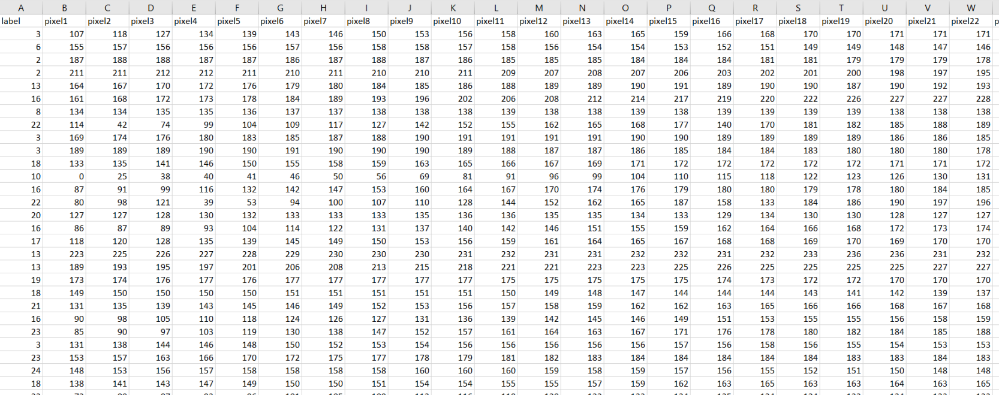 A B C D E F G H I J K L M N O P Q R S T U V W
label pixel1 pixel2 pixel3 pixel4 pixel5 pixel6 pixel7 pixel8 pixel9 pixel10 pixel11 pixel12 pixel13 pixel14 pixel15 pixel16 pixel17 pixel18 pixel19 pixel20 pixel21 pixel22 p
3 107 118 127 134 139 143 146 150 153 156 158 160 163 165 159 166 168 170 170 171 171 171
6 155 157 156 156 156 157 156 158 158 157 158 156 154 154 153 152 151 149 149 148 147 146
2 187 188 188 187 187 186 187 188 187 186 185 185 185 184 184 184 181 181 179 179 179 178
2 211 211 212 212 211 210 211 210 210 211 209 207 208 207 206 203 202 201 200 198 197 195
13 164 167 170 172 176 179 180 184 185 186 188 189 189 190 191 189 190 190 187 190 192 193
16 161 168 172 173 178 184 189 193 196 202 206 208 212 214 217 219 220 222 226 227 227 228
8 134 134 135 135 136 137 137 138 138 138 139 138 138 139 138 139 139 139 139 138 138 138
22 114 42 74 99 104 109 117 127 142 152 155 162 165 168 177 140 170 181 182 185 188 189
3 169 174 176 180 183 185 187 188 190 191 191 191 191 190 190 189 189 189 189 186 186 185
3 189 189 189 190 190 191 190 190 190 189 188 187 187 186 185 184 184 183 180 180 180 178
18 133 135 141 146 150 155 158 159 163 165 166 167 169 171 172 172 172 172 172 171 171 172
10 0 25 38 40 41 46 50 56 69 81 91 96 99 104 110 115 118 122 123 126 130 131
16 87 91 99 116 132 142 147 153 160 164 167 170 174 176 179 180 180 179 178 180 184 185
22 80 98 121 39 53 94 100 107 110 128 144 152 162 165 187 158 133 184 186 190 197 196
20 127 127 128 130 132 133 133 133 135 136 136 135 135 134 133 129 134 130 130 128 127 127
16 86 87 89 93 104 114 122 131 137 140 142 146 151 155 159 162 164 166 168 172 173 174
17 118 120 128 135 139 145 149 150 153 156 159 161 164 165 167 168 168 169 170 169 170 170
13 223 225 226 227 228 229 230 230 230 231 232 231 231 232 232 231 232 233 236 236 231 232
13 189 193 195 197 201 206 208 213 215 218 221 221 223 223 225 226 225 225 225 225 227 227
19 173 174 176 177 176 177 177 177 177 177 175 175 175 175 175 174 173 172 172 170 170 170
18 149 150 150 150 150 151 151 151 151 151 150 149 148 147 144 144 144 143 141 142 139 137
21 131 135 139 143 145 146 149 152 153 156 157 158 159 162 162 163 165 166 166 168 167 168
16 90 98 105 110 118 124 126 127 131 136 139 142 145 146 149 151 153 155 155 156 158 159
23 85 90 97 103 119 130 138 147 152 157 161 164 163 167 171 176 178 180 182 184 185 188
3 131 138 144 146 148 150 152 153 154 156 156 156 156 156 157 156 158 156 155 154 153 153
23 153 157 163 166 170 172 175 177 178 179 181 182 183 184 184 184 184 184 183 183 184 183
24 148 153 156 157 158 158 158 158 160 160 160 159 158 159 157 156 155 152 151 150 148 148
18 138 141 143 147 149 150 150 151 154 154 155 155 157 159 162 163 165 163 163 164 163 165